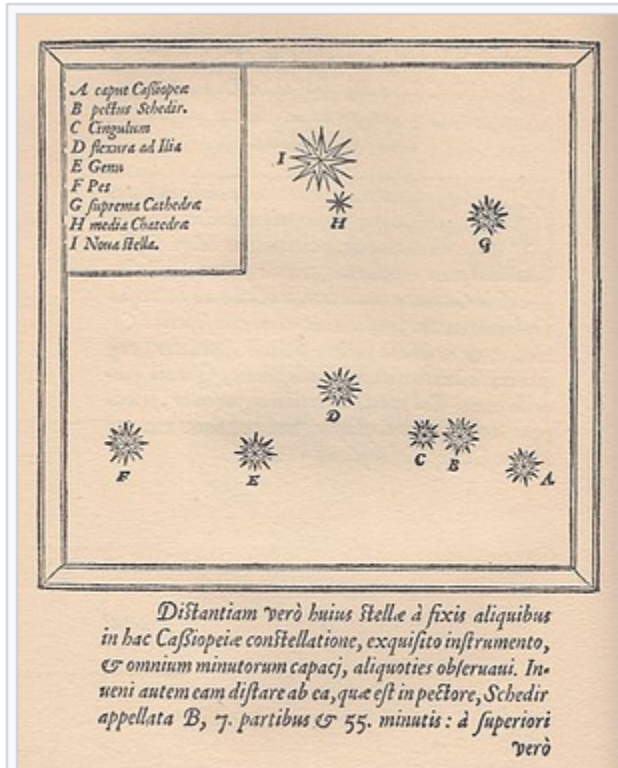 A caput Caſsiopeæ
B pectus Schedir.
C Cingulum
D flexura ad Ilia
E Genu
F Pes
G ſuprema Cathedræ
H media Chatedræ
I Noua ſtella.
I
H
G
D
C
B
A
E
F
Diſtantiam verò huius ſtellæ à fixis aliquibus
in hac Caſsiopeiæ conſtellatione, exquiſito inſtrumento,
& omnium minutorum capacj, aliquoties obſeruaui. In-
ueni autem eam diſtare ab ea, quæ eſt in pectore, Schedir
appellata B, 7. partibus & 55. minutis: à ſuperiori
verò